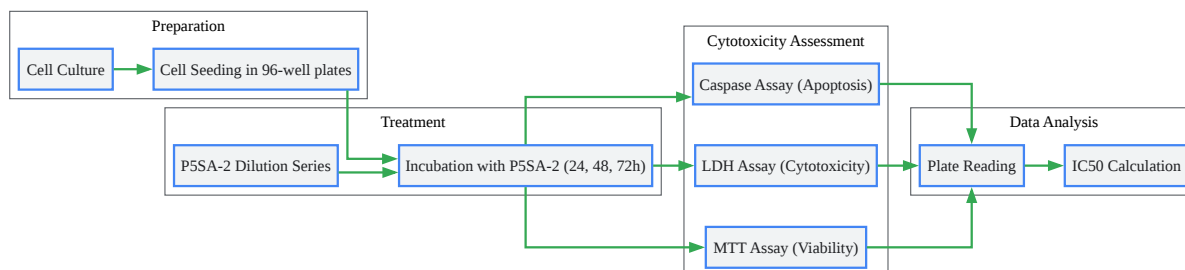 Preparation
Cell Culture
Cell Seeding in 96-well plates
Treatment
P5SA-2 Dilution Series
Incubation with P5SA-2 (24, 48, 72h)
Cytotoxicity Assessment
Caspase Assay (Apoptosis)
LDH Assay (Cytotoxicity)
MTT Assay (Viability)
Data Analysis
Plate Reading
IC50 Calculation